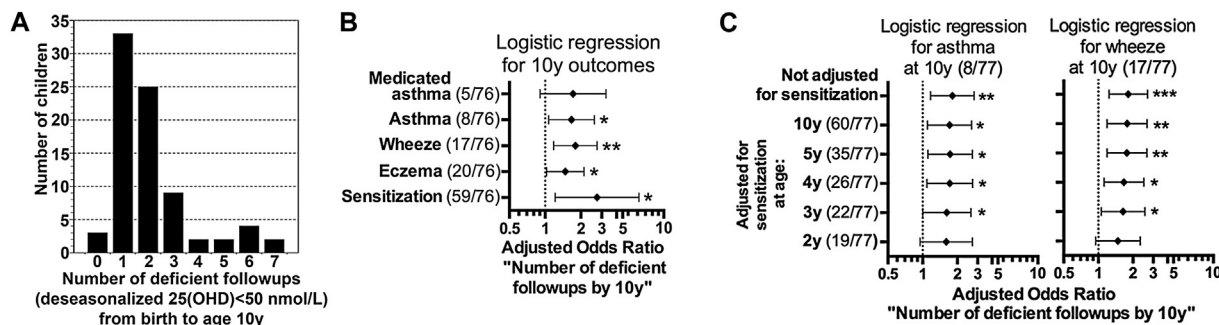 A
Number of children
35
30
25
20
15
10
5
0
0 1 2 3 4 5 6 7
Number of deficient followups
(deseasonalized 25(OHD)<50 nmol/L)
from birth to age 10y
B
Logistic regression
for 10y outcomes
Medicated
asthma (5/76)
Asthma (8/76) *
Wheeze (17/76) **
Eczema (20/76) *
Sensitization (59/76) *
0.5 1 2 3 5 10
Adjusted Odds Ratio
"Number of deficient
followups by 10y"
C
Logistic regression
for asthma
at 10y (8/77)
Logistic regression
for wheeze
at 10y (17/77)
Adjusted for
sensitization
at age:
Not adjusted
for sensitization ** ***
10y (60/77) * **
5y (35/77) * **
4y (26/77) * *
3y (22/77) * *
2y (19/77)
0.5 1 2 3 5 10
0.5 1 2 3 5 10
Adjusted Odds Ratio
"Number of deficient followups by 10y"